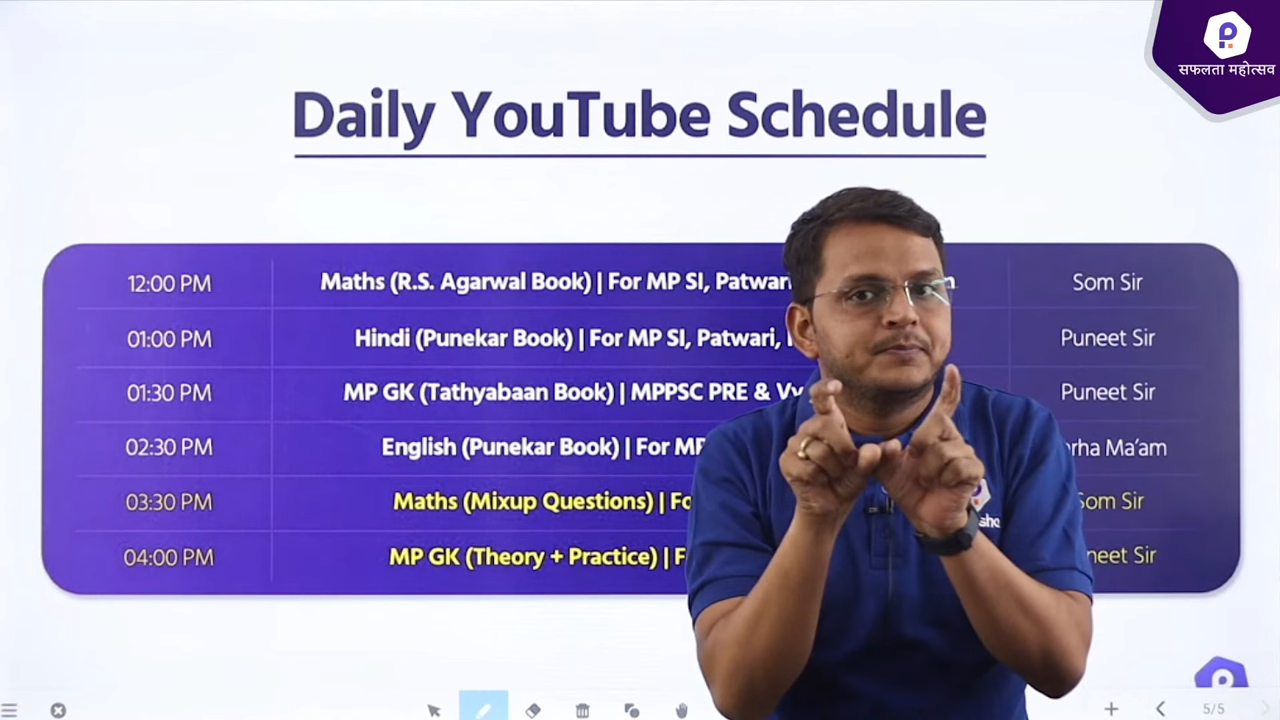 सफलता महोत्सव
Daily YouTube Schedule
12:00 PM Maths (R.S. Agarwal Book) | For MP SI, Patwari Som Sir
01:00 PM Hindi (Punekar Book) | For MP SI, Patwari, Puneet Sir
01:30 PM MP GK (Tathyabaan Book) | MPPSC PRE & Puneet Sir
02:30 PM English (Punekar Book) | For MP Ma'am
03:30 PM Maths (Mixup Questions) | Som Sir
04:00 PM MP GK (Theory + Practice) | Sir
5/5